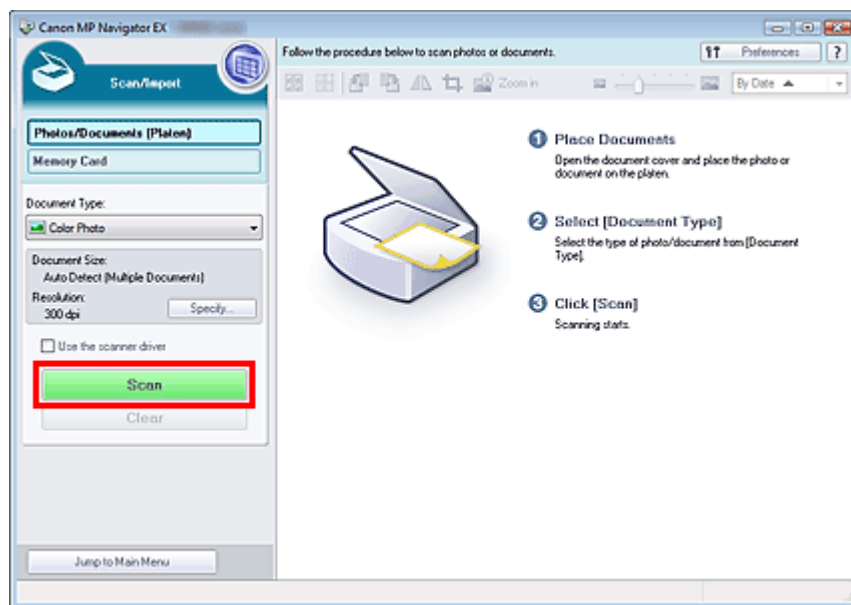 Canon MP Navigator EX
Scan/Import
Photos/Documents (Platen)
Memory Card
Document Type:
Color Photo
Document Size:
Auto Detect (Multiple Documents)
Resolution:
300 dpi
Specify...
Use the scanner driver
Scan
Clear
Jump to Main Menu
Follow the procedure below to scan photos or documents.
Preferences
?
Zoom in
By Date
1 Place Documents
Open the document cover and place the photo or
document on the platen.
2 Select [Document Type]
Select the type of photo/document from [Document
Type].
3 Click [Scan]
Scanning starts.